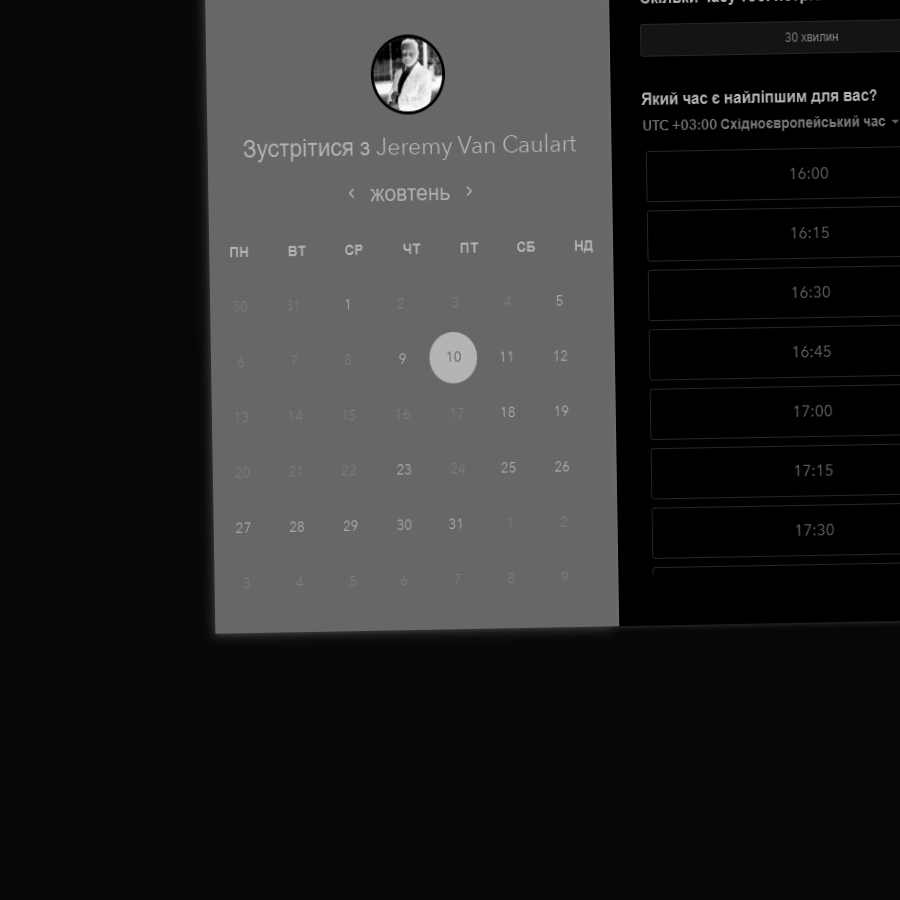 Зустрітися з Jeremy Van Caulart
‹ жовтень ›
ПН ВТ СР ЧТ ПТ СБ НД
30 31 1 2 3 4 5
6 7 8 9 10 11 12
13 14 15 16 17 18 19
20 21 22 23 24 25 26
27 28 29 30 31 1 2
3 4 5 6 7 8 9
30 хвилин
Який час є найліпшим для вас?
UTC +03:00 Східноєвропейський час
16:00
16:15
16:30
16:45
17:00
17:15
17:30